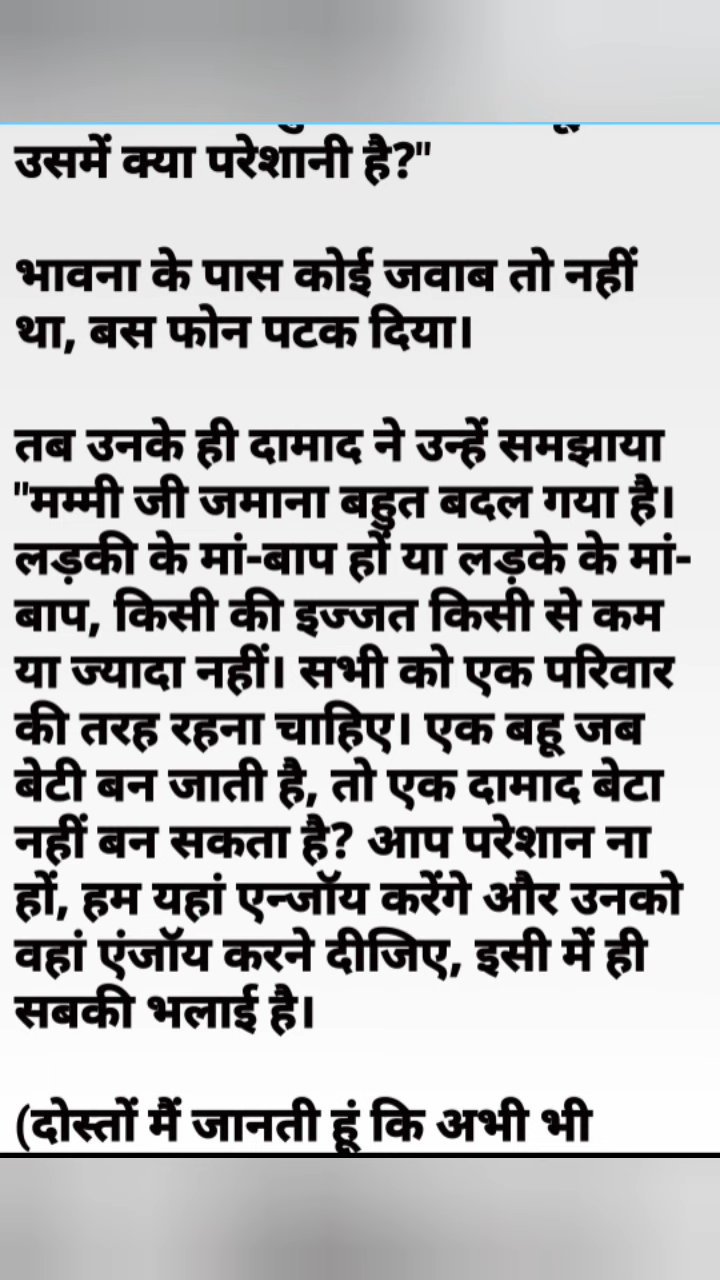 उसमें क्या परेशानी है?"
भावना के पास कोई जवाब तो नहीं
था, बस फोन पटक दिया।
तब उनके ही दामाद ने उन्हें समझाया
"मम्मी जी जमाना बहुत बदल गया है।
लड़की के मां-बाप हों या लड़के के मां-
बाप, किसी की इज्जत किसी से कम
या ज्यादा नहीं। सभी को एक परिवार
की तरह रहना चाहिए। एक बहू जब
बेटी बन जाती है, तो एक दामाद बेटा
नहीं बन सकता है? आप परेशान ना
हों, हम यहां एन्जॉय करेंगे और उनको
वहां एंजॉय करने दीजिए, इसी में ही
सबकी भलाई है।
(दोस्तों मैं जानती हूं कि अभी भी